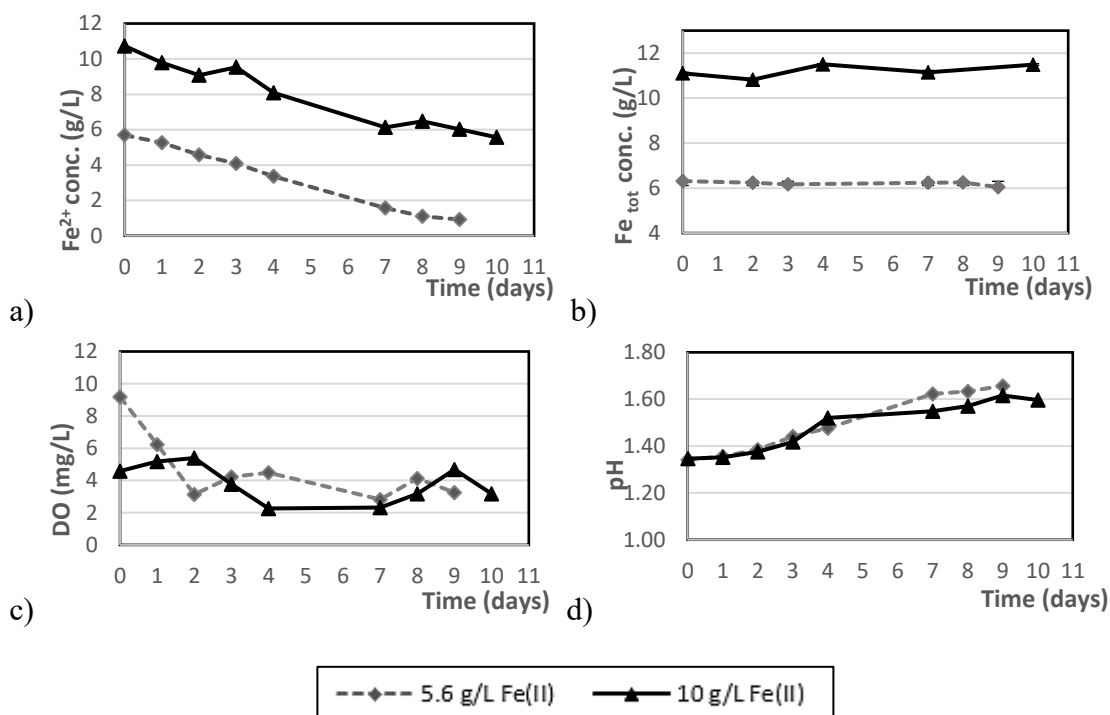 12
10
8
6
4
2
0
Fe²⁺ conc. (g/L)
0 1 2 3 4 5 6 7 8 9 10 11
Time (days)
a)
12
10
8
6
4
Fe tot conc. (g/L)
0 1 2 3 4 5 6 7 8 9 10 11
Time (days)
b)
12
10
8
6
4
2
0
DO (mg/L)
0 1 2 3 4 5 6 7 8 9 10 11
Time (days)
c)
1.80
1.60
1.40
1.20
1.00
pH
0 1 2 3 4 5 6 7 8 9 10 11
Time (days)
d)
5.6 g/L Fe(II) 10 g/L Fe(II)